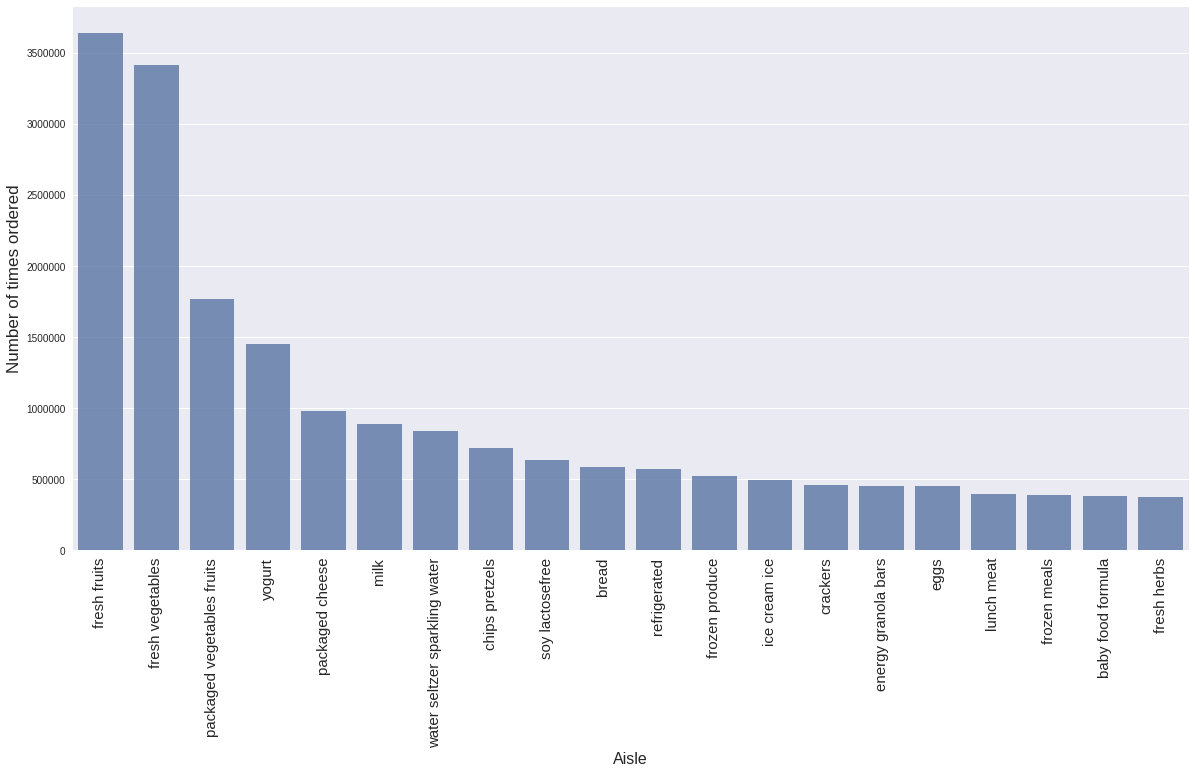 Number of times ordered
3500000
3000000
2500000
2000000
1500000
1000000
500000
0
fresh fruits
fresh vegetables
packaged vegetables fruits
yogurt
packaged cheese
milk
water seltzer sparkling water
chips pretzels
soy lactosefree
bread
refrigerated
frozen produce
ice cream ice
crackers
energy granola bars
eggs
lunch meat
frozen meals
baby food formula
fresh herbs
Aisle